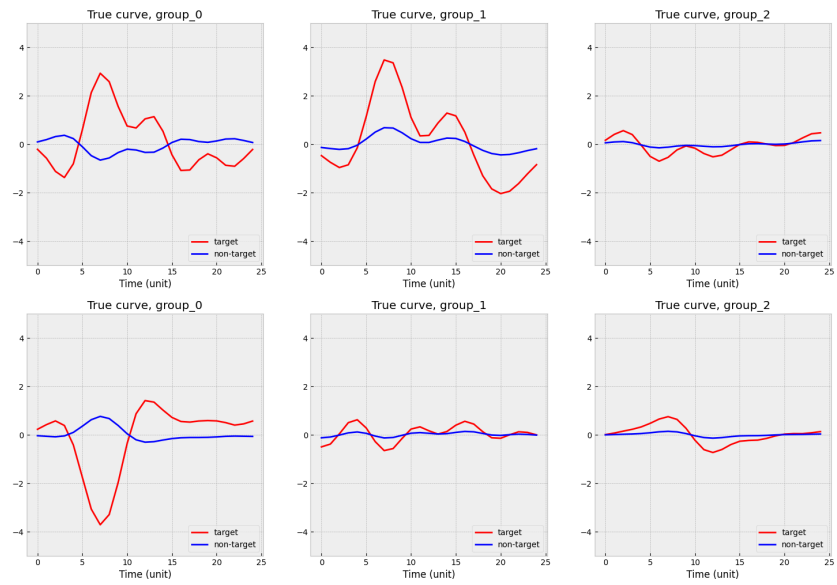 True curve, group_0
4
2
0
−2
−4
target
non-target
0 5 10 15 20 25
Time (unit)
True curve, group_1
4
2
0
−2
−4
target
non-target
0 5 10 15 20 25
Time (unit)
True curve, group_2
4
2
0
−2
−4
target
non-target
0 5 10 15 20 25
Time (unit)
True curve, group_0
4
2
0
−2
−4
target
non-target
0 5 10 15 20 25
Time (unit)
True curve, group_1
4
2
0
−2
−4
target
non-target
0 5 10 15 20 25
Time (unit)
True curve, group_2
4
2
0
−2
−4
target
non-target
0 5 10 15 20 25
Time (unit)